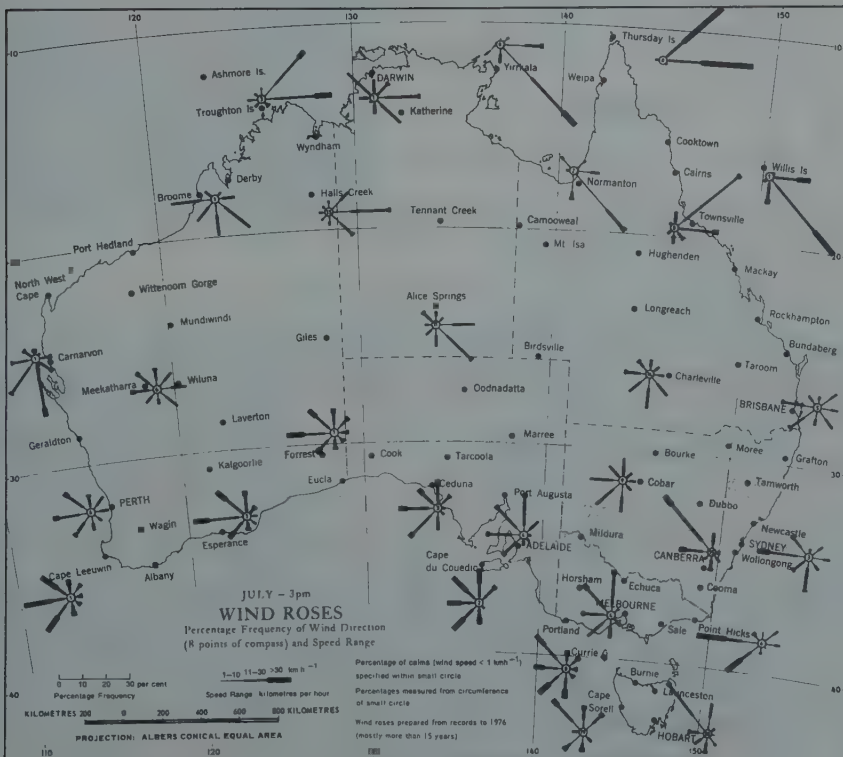 130
140
150
10
10
Thursday Is
Ashmore Is.
Yirrkala
DARWIN
Weipa
Troughton Is
Katherine
Wyndham
Cooktown
Derby
Cairns
Willis Is
Broome
Halls Creek
Normanton
Tennant Creek
Camooweal
Townsville
Port Hedland
Mt Isa
Hughenden
20
North West
Cape
Mackay
Wittenoom Gorge
Alice Springs
Longreach
Rockhampton
Mundiwindi
Giles
Birdsville
Bundaberg
Carnarvon
Taroom
Meekatharra
Wiluna
Oodnadatta
Charleville
BRISBANE
Laverton
Marree
Geraldton
Forrest
Cook
Tarcoola
Bourke
Moree
Grafton
30
30
Kalgoorlie
Eucla
Ceduna
Cobar
Tamworth
PERTH
Port Augusta
Dubbo
Wagin
Newcastle
Esperance
Mildura
SYDNEY
ADELAIDE
CANBERRA
Wollongong
Cape Leeuwin
Albany
Cape
du Couedic
Horsham
Echuca
Cooma
JULY – 3pm
WIND ROSES
Percentage Frequency of Wind Direction
(8 points of compass) and Speed Range
MELBOURNE
Portland
Sale
Point Hicks
Currie
1–10 11–30 >30 km h⁻¹
0 10 20 30 per cent
Percentage Frequency
Speed Range kilometres per hour
Percentage of calms (wind speed < 1 kmh⁻¹)
specified within small circle
Percentages measured from circumference
of small circle
Wind roses prepared from records to 1976
(mostly more than 15 years)
Burnie
Launceston
Cape
Sorell
HOBART
40
40
KILOMETRES 200 0 200 400 600 800 KILOMETRES
PROJECTION: ALBERS CONICAL EQUAL AREA
110
120
140
150